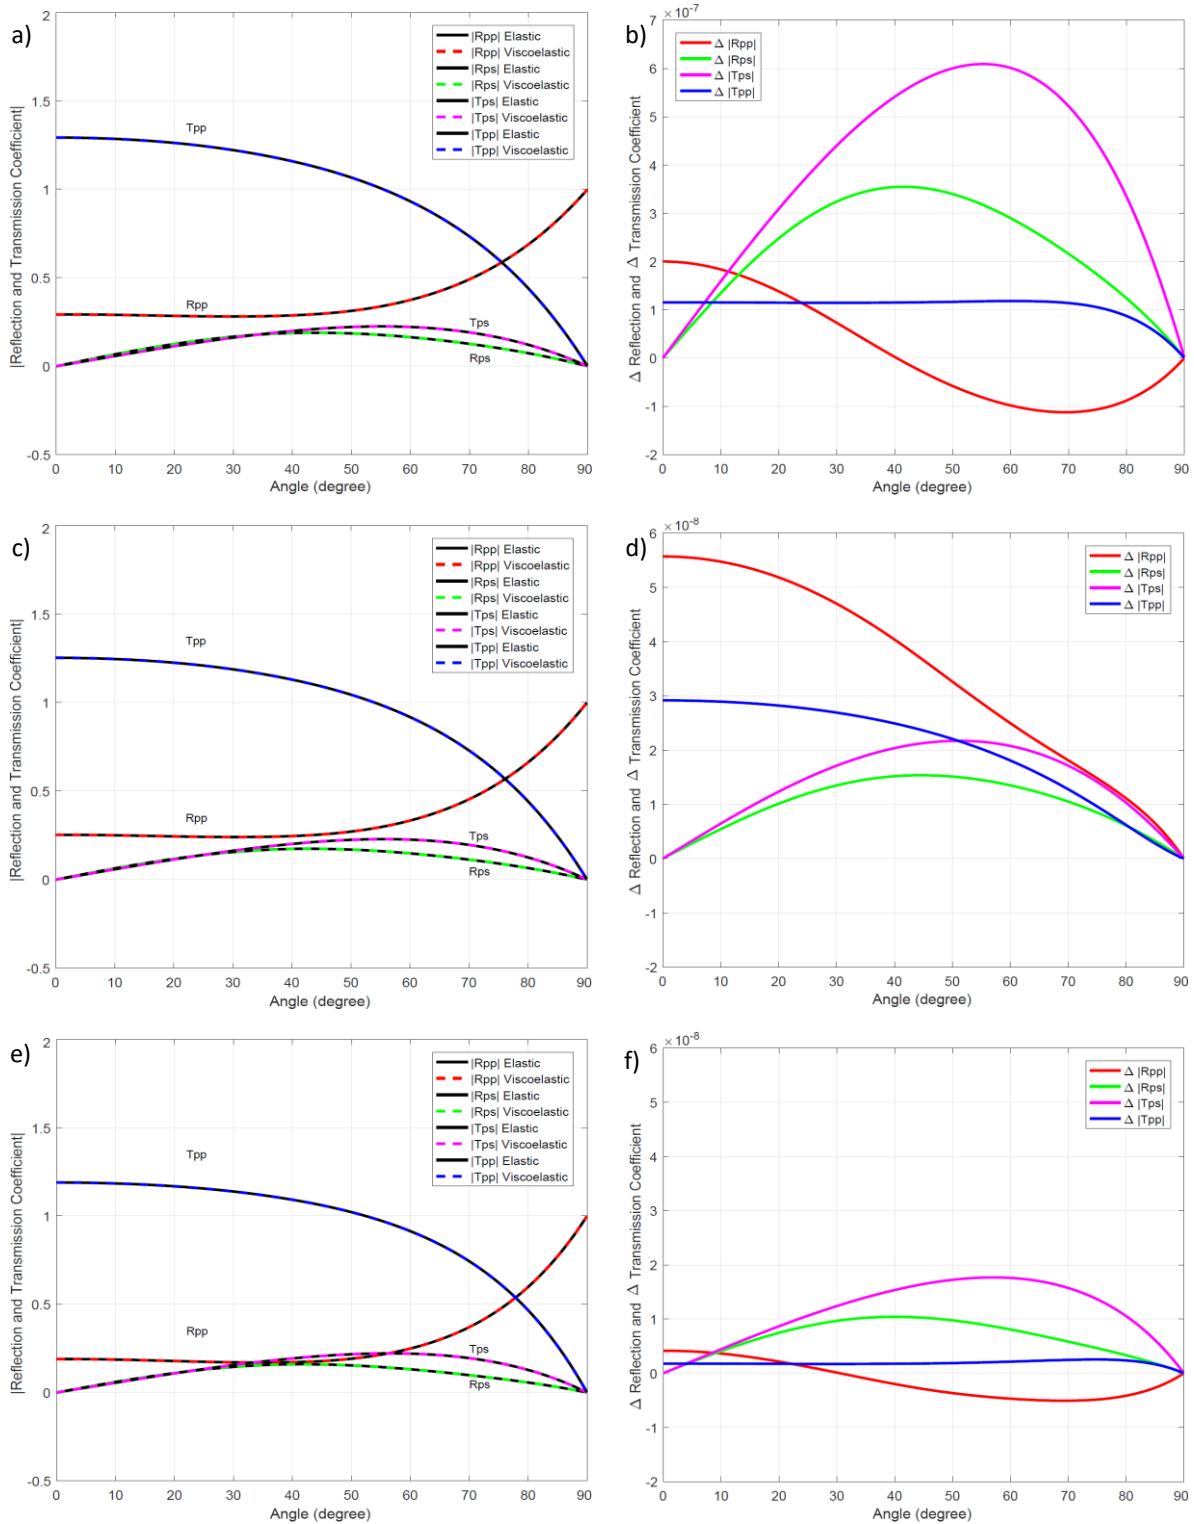 a)
|Reflection and Transmission Coefficient|
2
1.5
1
0.5
0
-0.5
|Rpp| Elastic
|Rpp| Viscoelastic
|Rps| Elastic
|Rps| Viscoelastic
|Tps| Elastic
|Tps| Viscoelastic
|Tpp| Elastic
|Tpp| Viscoelastic
Tpp
Rpp
Tps
Rps
0 10 20 30 40 50 60 70 80 90
Angle (degree)
b)
×10⁻⁷
Δ Reflection and Δ Transmission Coefficient
7
6
5
4
3
2
1
0
-1
-2
Δ |Rpp|
Δ |Rps|
Δ |Tps|
Δ |Tpp|
0 10 20 30 40 50 60 70 80 90
Angle (degree)
c)
|Reflection and Transmission Coefficient|
2
1.5
1
0.5
0
-0.5
|Rpp| Elastic
|Rpp| Viscoelastic
|Rps| Elastic
|Rps| Viscoelastic
|Tps| Elastic
|Tps| Viscoelastic
|Tpp| Elastic
|Tpp| Viscoelastic
Tpp
Rpp
Tps
Rps
0 10 20 30 40 50 60 70 80 90
Angle (degree)
d)
×10⁻⁸
Δ Reflection and Δ Transmission Coefficient
6
5
4
3
2
1
0
-1
-2
Δ |Rpp|
Δ |Rps|
Δ |Tps|
Δ |Tpp|
0 10 20 30 40 50 60 70 80 90
Angle (degree)
e)
|Reflection and Transmission Coefficient|
2
1.5
1
0.5
0
-0.5
|Rpp| Elastic
|Rpp| Viscoelastic
|Rps| Elastic
|Rps| Viscoelastic
|Tps| Elastic
|Tps| Viscoelastic
|Tpp| Elastic
|Tpp| Viscoelastic
Tpp
Rpp
Tps
Rps
0 10 20 30 40 50 60 70 80 90
Angle (degree)
f)
×10⁻⁸
Δ Reflection and Δ Transmission Coefficient
6
5
4
3
2
1
0
-1
-2
Δ |Rpp|
Δ |Rps|
Δ |Tps|
Δ |Tpp|
0 10 20 30 40 50 60 70 80 90
Angle (degree)